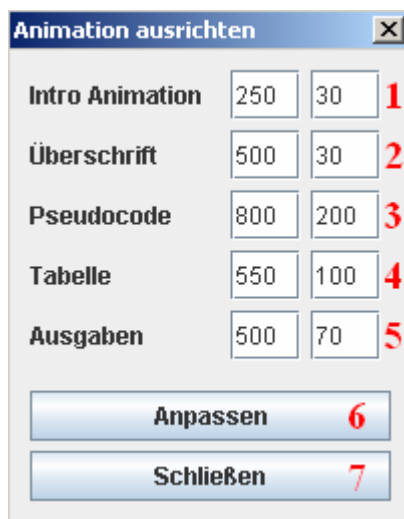 Animation ausrichten
Intro Animation 250 30 1
Überschrift 500 30 2
Pseudocode 800 200 3
Tabelle 550 100 4
Ausgaben 500 70 5
Anpassen 6
Schließen 7